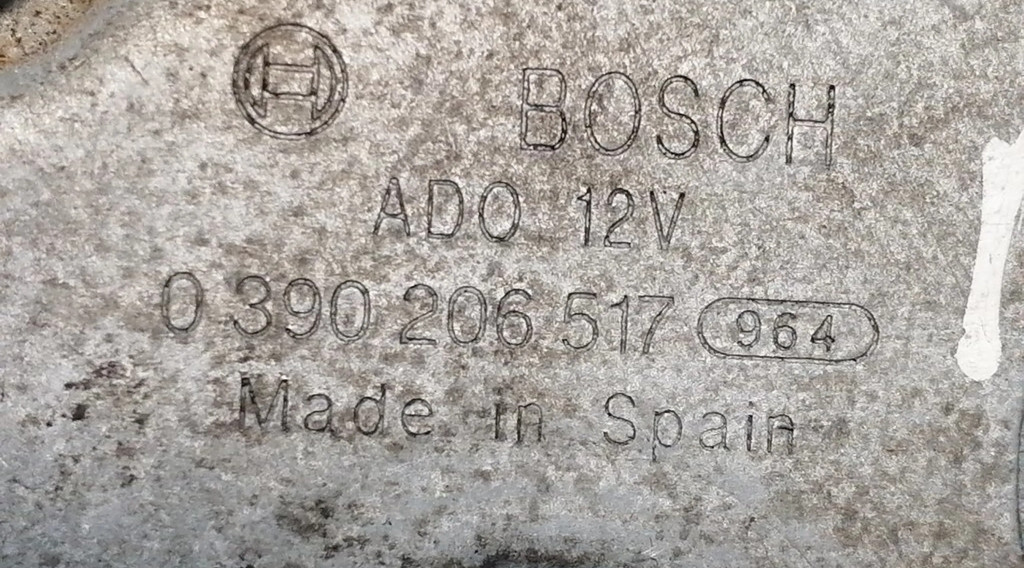 BOSCH
ADO 12V
0 390 206 517 964
Made in Spain